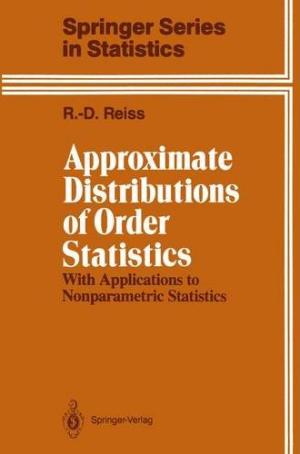 Springer Series
in Statistics
R.-D. Reiss
Approximate
Distributions
of Order
Statistics
With Applications to
Nonparametric Statistics
Springer-Verlag